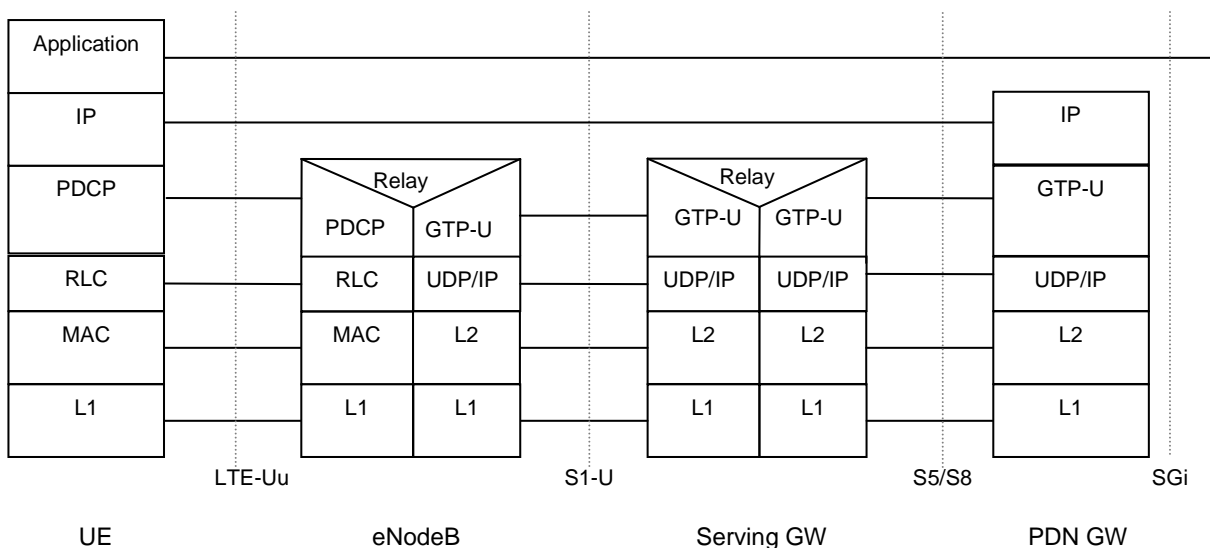 Application
IP
IP
PDCP
Relay
Relay
GTP-U
PDCP
GTP-U
GTP-U
GTP-U
RLC
RLC
UDP/IP
UDP/IP
UDP/IP
UDP/IP
MAC
MAC
L2
L2
L2
L2
L1
L1
L1
L1
L1
L1
LTE-Uu
S1-U
S5/S8
SGi
UE
eNodeB
Serving GW
PDN GW